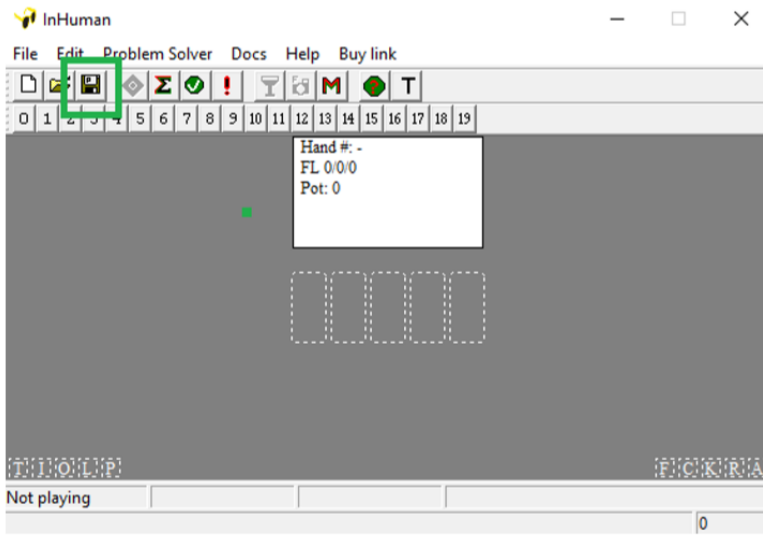 InHuman
File Edit Problem Solver Docs Help Buy link
Σ ! M ? T
0 1 2 3 4 5 6 7 8 9 10 11 12 13 14 15 16 17 18 19
Hand #: -
FL 0/0/0
Pot: 0
T I O L P
F C K R A
Not playing
0